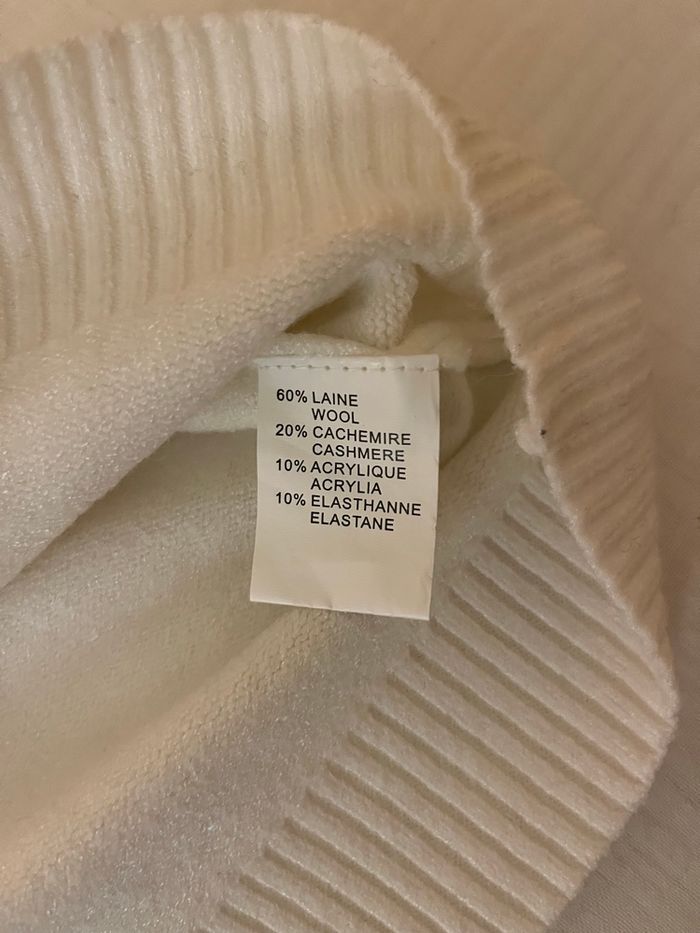 60% LAINE
WOOL
20% CACHEMIRE
CASHMERE
10% ACRYLIQUE
ACRYLIA
10% ELASTHANNE
ELASTANE